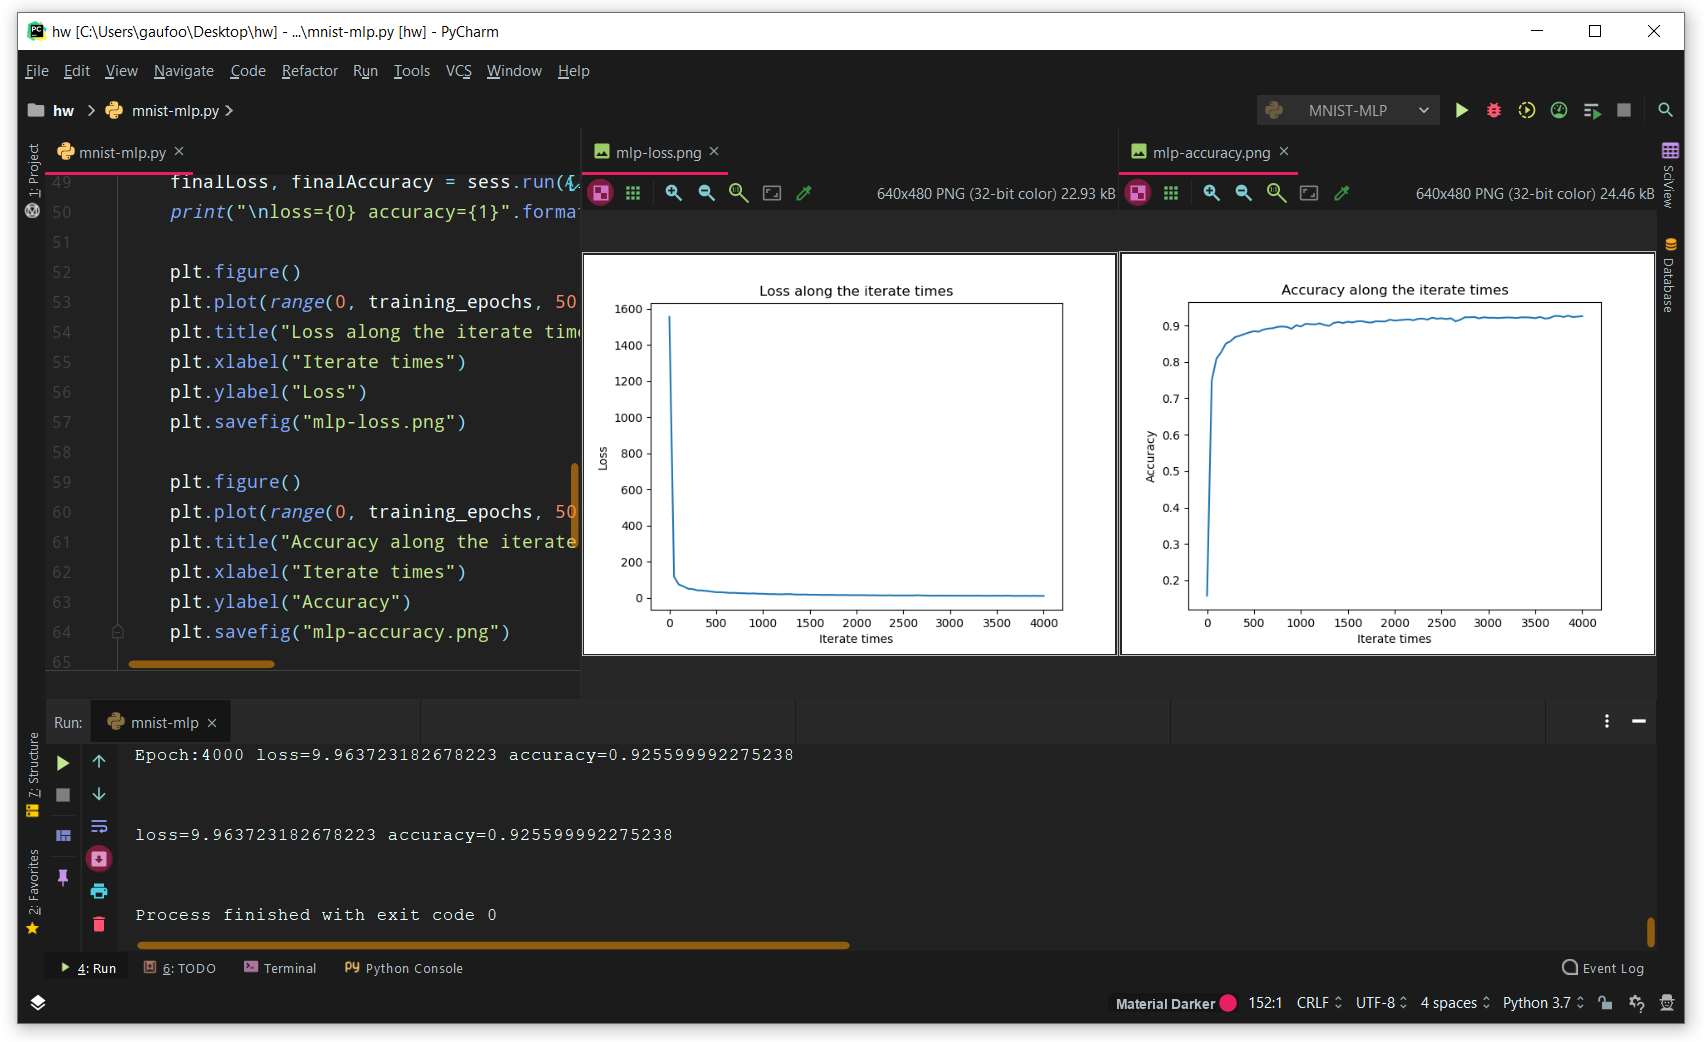 hw [C:\Users\gaufoo\Desktop\hw] - ...\mnist-mlp.py [hw] - PyCharm
File Edit View Navigate Code Refactor Run Tools VCS Window Help
hw mnist-mlp.py MNIST-MLP
1: Project
mnist-mlp.py
49 finalLoss, finalAccuracy = sess.run(
50 print("\nloss={0} accuracy={1}".forma
51
52 plt.figure()
53 plt.plot(range(0, training_epochs, 50
54 plt.title("Loss along the iterate tim
55 plt.xlabel("Iterate times")
56 plt.ylabel("Loss")
57 plt.savefig("mlp-loss.png")
58
59 plt.figure()
60 plt.plot(range(0, training_epochs, 50
61 plt.title("Accuracy along the iterate
62 plt.xlabel("Iterate times")
63 plt.ylabel("Accuracy")
64 plt.savefig("mlp-accuracy.png")
65
mlp-loss.png
640x480 PNG (32-bit color) 22.93 kB
Loss along the iterate times
1600
1400
1200
1000
800
600
400
200
0
Loss
0 500 1000 1500 2000 2500 3000 3500 4000
Iterate times
mlp-accuracy.png
640x480 PNG (32-bit color) 24.46 kB
Accuracy along the iterate times
0.9
0.8
0.7
0.6
0.5
0.4
0.3
0.2
Accuracy
0 500 1000 1500 2000 2500 3000 3500 4000
Iterate times
SciView
Database
7: Structure
2: Favorites
Run: mnist-mlp
Epoch:4000 loss=9.963723182678223 accuracy=0.925599992275238
loss=9.963723182678223 accuracy=0.925599992275238
Process finished with exit code 0
4: Run 6: TODO Terminal Python Console Event Log
Material Darker 152:1 CRLF UTF-8 4 spaces Python 3.7